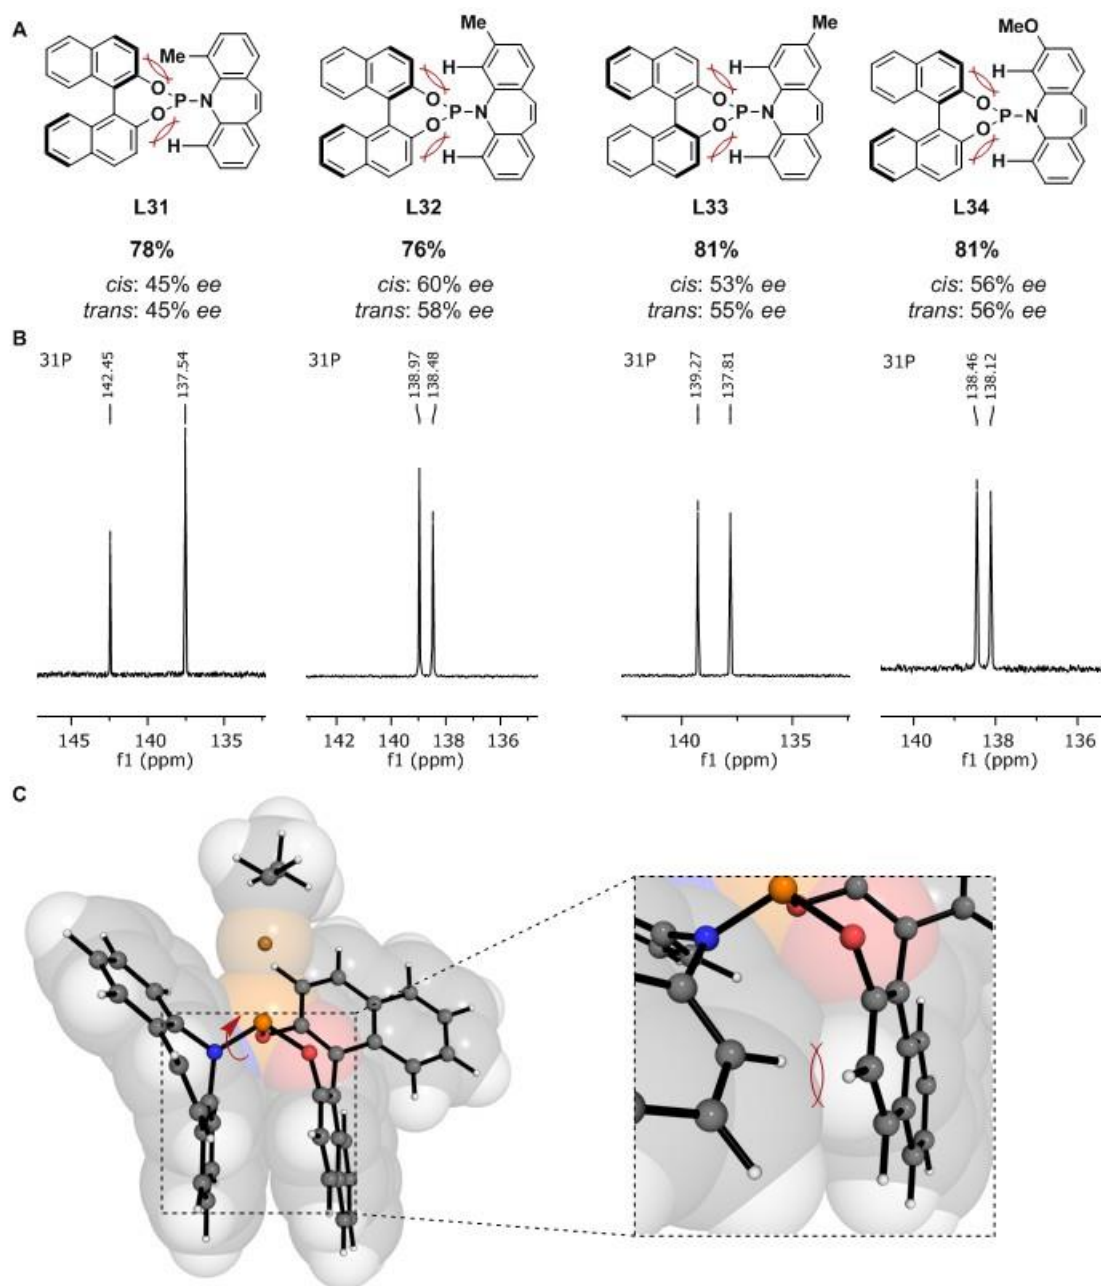 A
Me
Me
Me
MeO
H
H
H
O
P
N
O
H
O
P
N
O
H
O
P
N
O
H
O
P
N
O
H
L31
L32
L33
L34
78%
76%
81%
81%
cis: 45% ee
trans: 45% ee
cis: 60% ee
trans: 58% ee
cis: 53% ee
trans: 55% ee
cis: 56% ee
trans: 56% ee
B
31P
142.45
137.54
31P
138.97
138.48
31P
139.27
137.81
31P
138.46
138.12
145 140 135
f1 (ppm)
142 140 138 136
f1 (ppm)
140 135
f1 (ppm)
140 138 136
f1 (ppm)
C